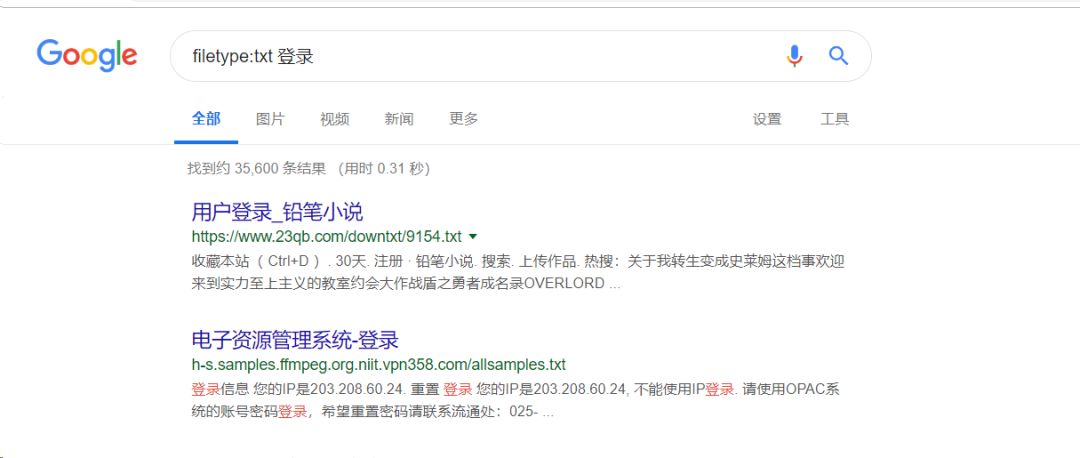 Google
filetype:txt 登录
全部 图片 视频 新闻 更多 设置 工具
找到约 35,600 条结果 （用时 0.31 秒）
用户登录_铅笔小说
https://www.23qb.com/downtxt/9154.txt
收藏本站（ Ctrl+D ）. 30天. 注册 · 铅笔小说. 搜索. 上传作品. 热搜：关于我转生变成史莱姆这档事欢迎
来到实力至上主义的教室约会大作战盾之勇者成名录OVERLORD ...
电子资源管理系统-登录
h-s.samples.ffmpeg.org.niit.vpn358.com/allsamples.txt
登录信息 您的IP是203.208.60.24. 重置 登录 您的IP是203.208.60.24, 不能使用IP登录. 请使用OPAC系
统的账号密码登录，希望重置密码请联系流通处：025- ...